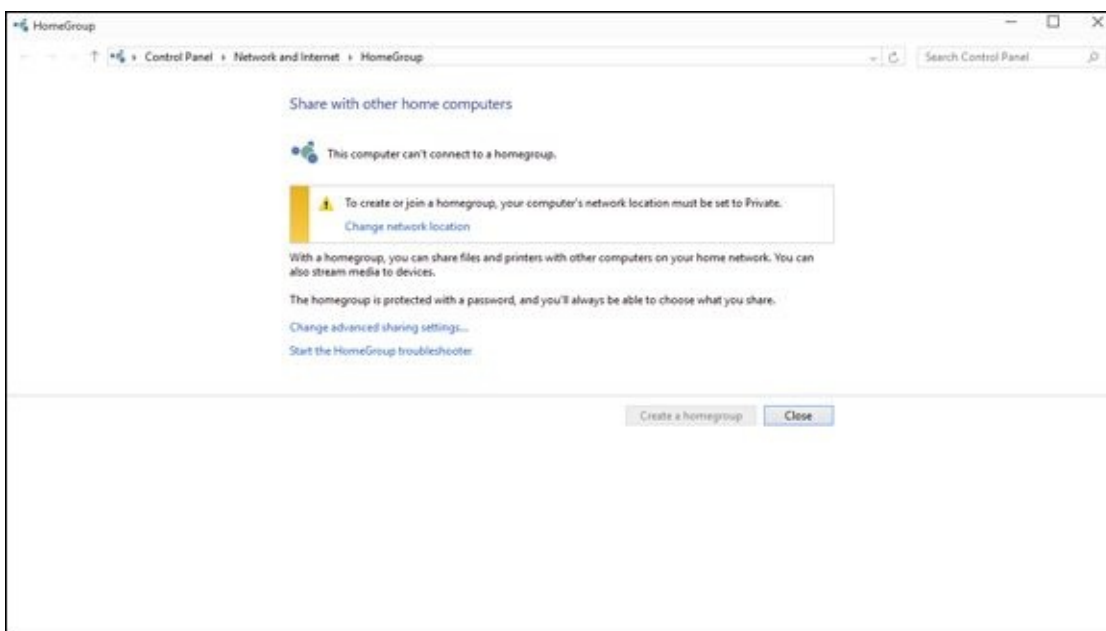 HomeGroup
Control Panel › Network and Internet › HomeGroup
Search Control Panel
Share with other home computers
This computer can't connect to a homegroup.
To create or join a homegroup, your computer's network location must be set to Private.
Change network location
With a homegroup, you can share files and printers with other computers on your home network. You can
also stream media to devices.
The homegroup is protected with a password, and you'll always be able to choose what you share.
Change advanced sharing settings...
Start the HomeGroup troubleshooter
Create a homegroup
Close